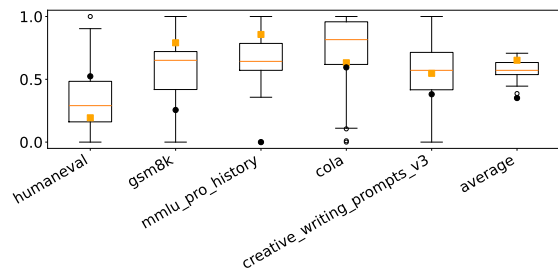 1.0
0.5
0.0
humaneval
gsm8k
mmlu_pro_history
cola
creative_writing_prompts_v3
average